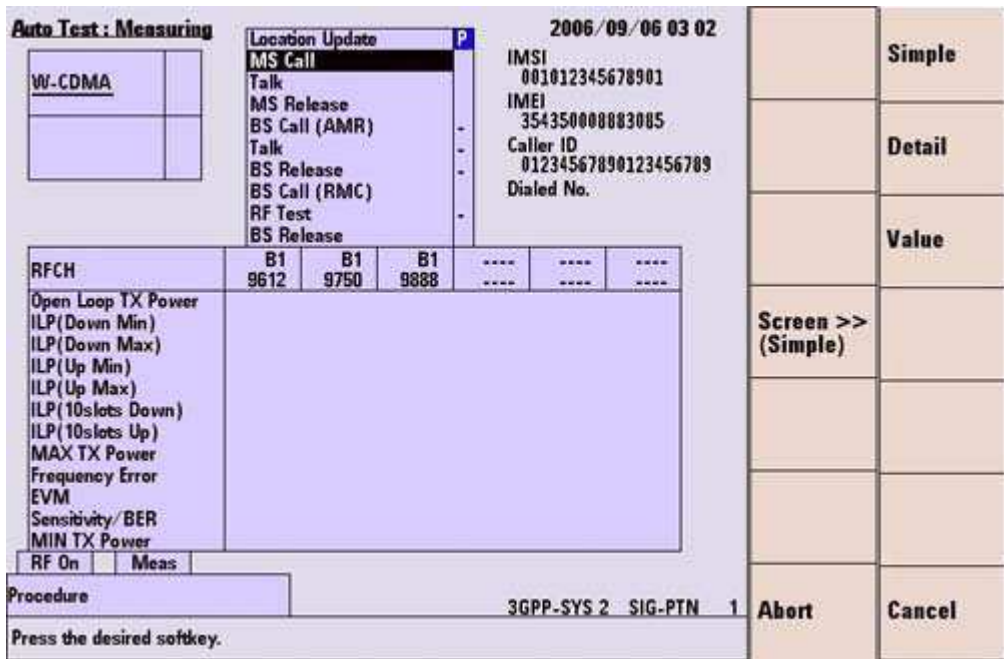 Auto Test : Measuring
2006/09/06 03 02
W-CDMA
Location Update P
MS Call
Talk
MS Release
BS Call (AMR) -
Talk -
BS Release -
BS Call (RMC)
RF Test -
BS Release
IMSI
001012345678901
IMEI
354350008883085
Caller ID
01234567890123456789
Dialed No.
RFCH B1 B1 B1 ---- ---- ----
9612 9750 9888 ---- ---- ----
Open Loop TX Power
ILP(Down Min)
ILP(Down Max)
ILP(Up Min)
ILP(Up Max)
ILP(10slots Down)
ILP(10slots Up)
MAX TX Power
Frequency Error
EVM
Sensitivity/BER
MIN TX Power
RF On Meas
Procedure
3GPP-SYS 2 SIG-PTN 1
Press the desired softkey.
Screen >>
(Simple)
Abort
Simple
Detail
Value
Cancel